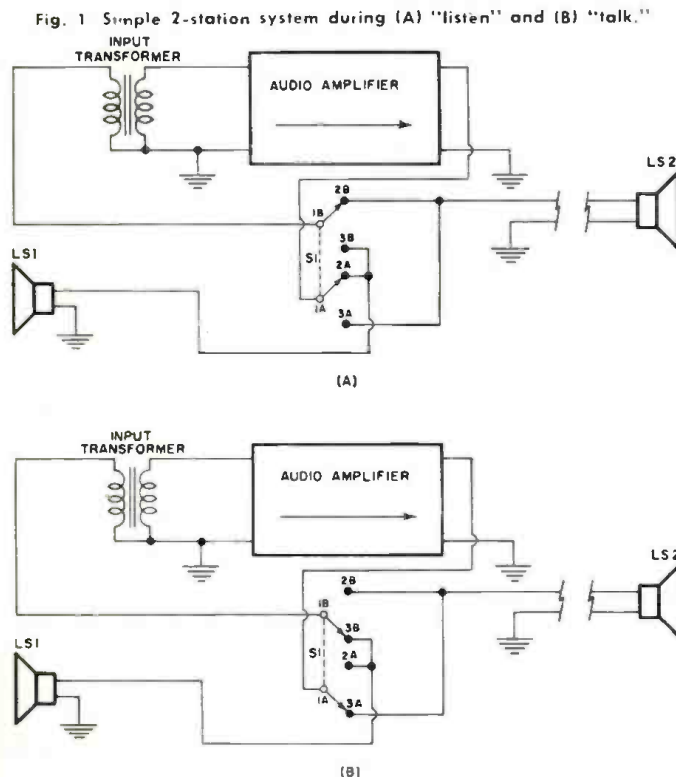 Fig. 1 Simple 2-station system during (A) "listen" and (B) "talk."
INPUT
TRANSFORMER
AUDIO AMPLIFIER
LS2
2B
1B
3B
LS1
S1
2A
1A
3A
(A)
INPUT
TRANSFORMER
AUDIO AMPLIFIER
LS2
2B
1B
3B
LS1
S1
2A
1A
3A
(B)